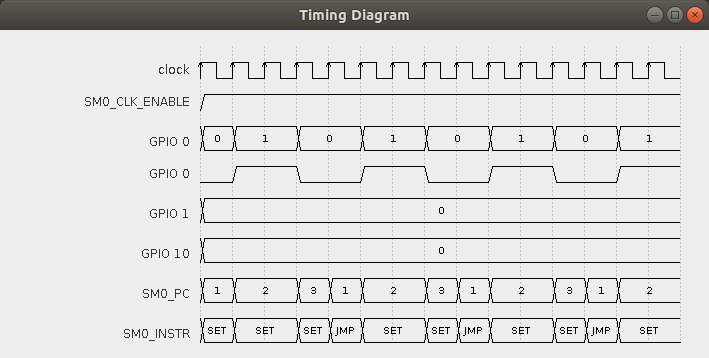 Timing Diagram
clock
SM0_CLK_ENABLE
GPIO 0 0 1 0 1 0 1 0 1
GPIO 0
GPIO 1 0
GPIO 10 0
SM0_PC 1 2 3 1 2 3 1 2 3 1 2
SM0_INSTR SET SET SET JMP SET SET JMP SET SET JMP SET